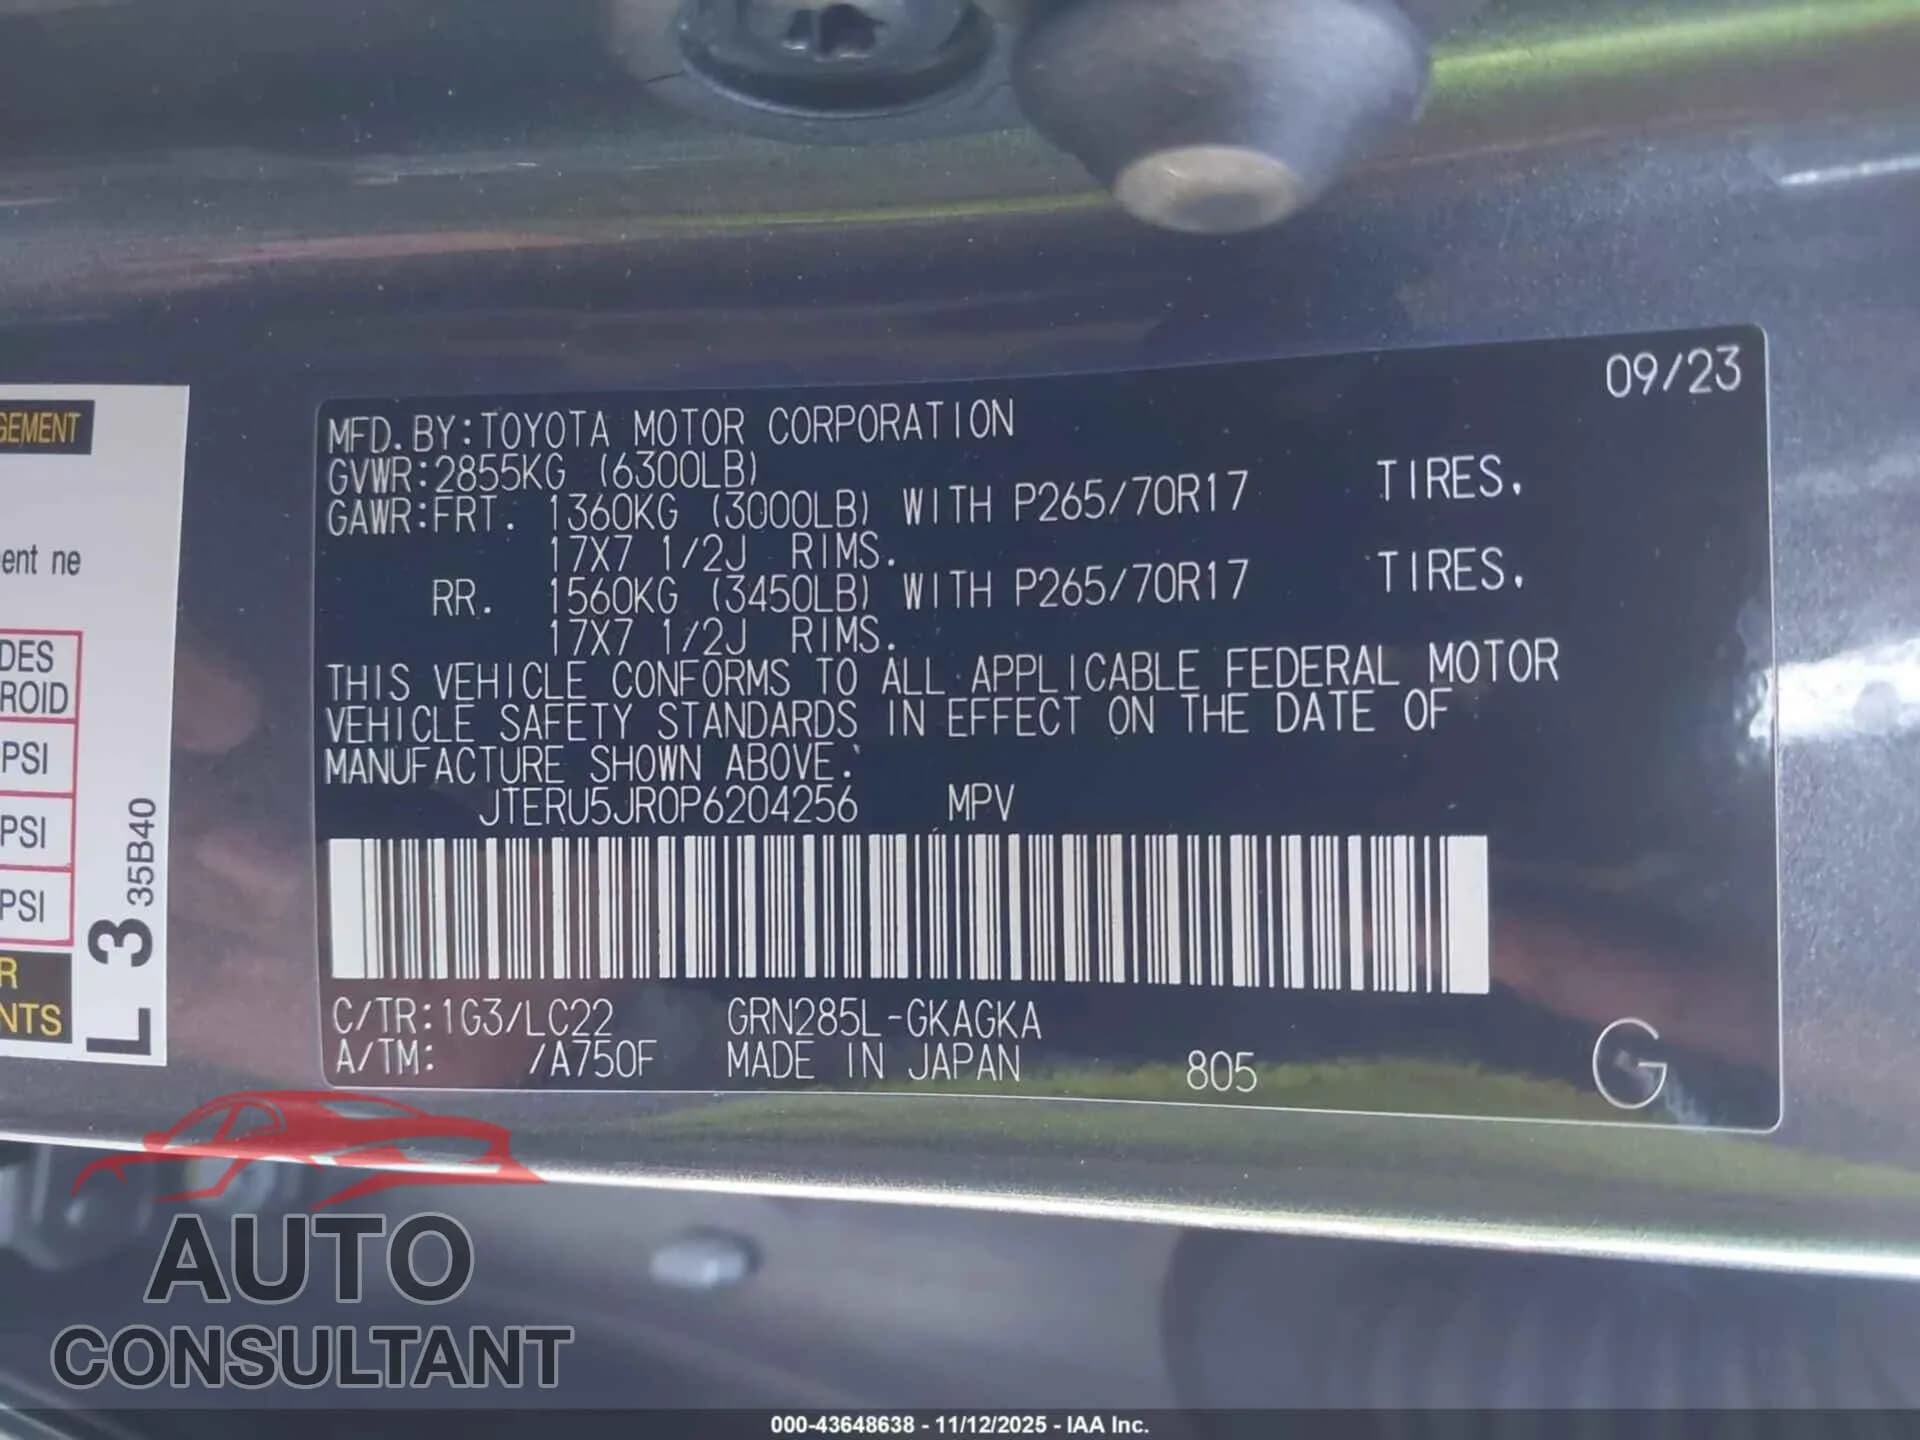 09/23
MFD.BY:TOYOTA MOTOR CORPORATION
GVWR:2855KG (6300LB)
GAWR:FRT. 1360KG (3000LB) WITH P265/70R17 TIRES.
17X7 1/2J RIMS.
RR. 1560KG (3450LB) WITH P265/70R17 TIRES.
17X7 1/2J RIMS.
THIS VEHICLE CONFORMS TO ALL APPLICABLE FEDERAL MOTOR
VEHICLE SAFETY STANDARDS IN EFFECT ON THE DATE OF
MANUFACTURE SHOWN ABOVE.
JTERU5JR0P6204256 MPV
C/TR:1G3/LC22 GRN285L-GKAGKA
A/TM: /A750F MADE IN JAPAN 805
G
GEMENT
ent ne
DES
ROID
PSI
PSI
PSI
R
NTS
L 3 35B40
AUTO
CONSULTANT
000-43648638 - 11/12/2025 - IAA Inc.